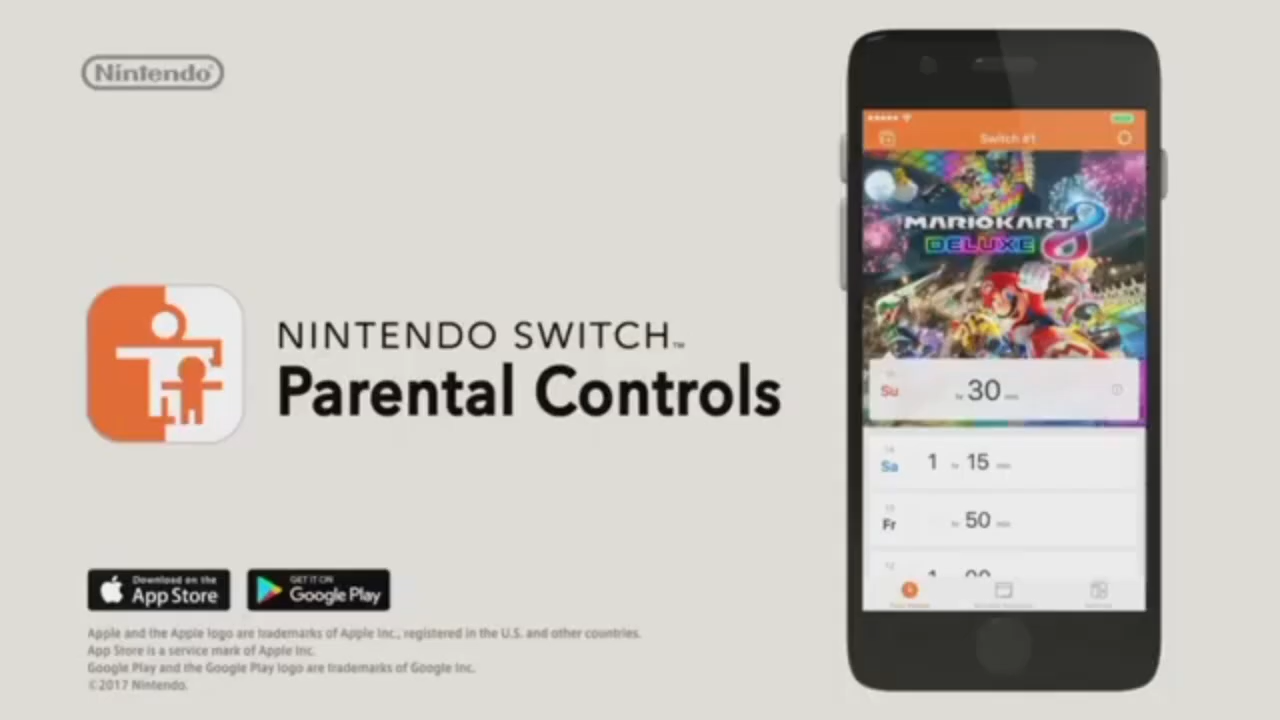 Nintendo
Switch #1
MARIOKART 8
DELUXE
NINTENDO SWITCH™
Parental Controls
Su 30
14
Sa 1 15
13
Fr 50
12
Download on the
App Store
GET IT ON
Google Play
Apple and the Apple logo are trademarks of Apple Inc., registered in the U.S. and other countries.
App Store is a service mark of Apple Inc.
Google Play and the Google Play logo are trademarks of Google Inc.
©2017 Nintendo.